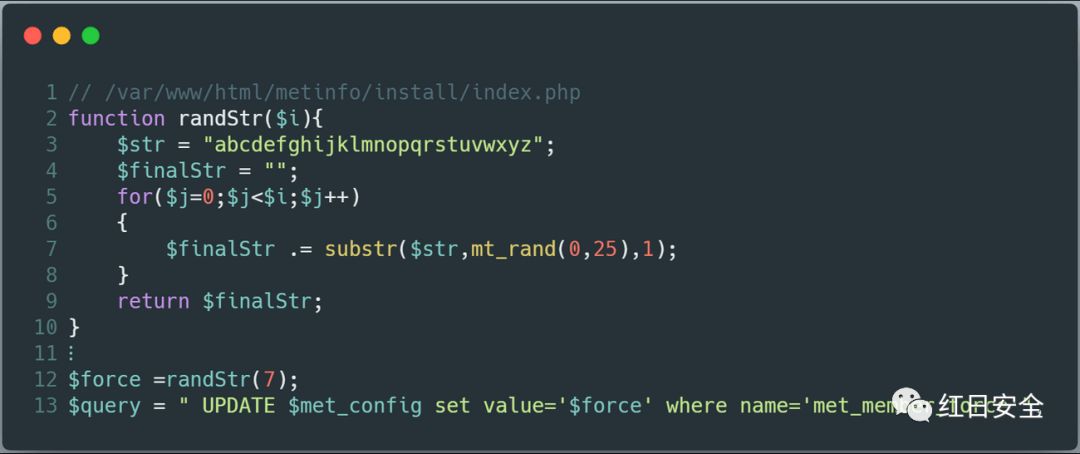 1 // /var/www/html/metinfo/install/index.php
2 function randStr($i){
3     $str = "abcdefghijklmnopqrstuvwxyz";
4     $finalStr = "";
5     for($j=0;$j<$i;$j++)
6     {
7         $finalStr .= substr($str,mt_rand(0,25),1);
8     }
9     return $finalStr;
10 }
11 ⋮
12 $force =randStr(7);
13 $query = " UPDATE $met_config set value='$force' where name='met_member_force'";
红日安全